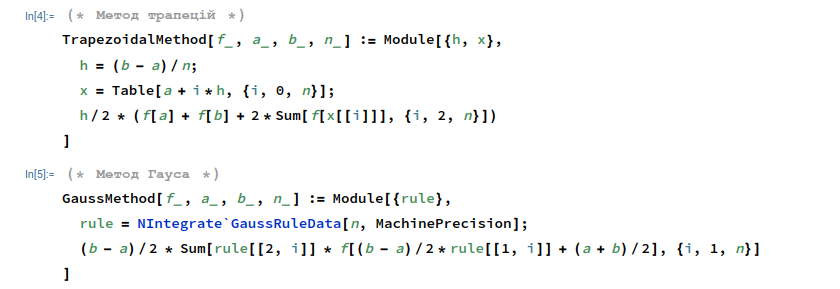 In[4]:= (* Метод трапецій *)
TrapezoidalMethod[f_, a_, b_, n_] := Module[{h, x},
h = (b - a)/n;
x = Table[a + i*h, {i, 0, n}];
h/2 * (f[a] + f[b] + 2*Sum[f[x[[i]]], {i, 2, n}])
]
In[5]:= (* Метод Гауса *)
GaussMethod[f_, a_, b_, n_] := Module[{rule},
rule = NIntegrate`GaussRuleData[n, MachinePrecision];
(b - a)/2 * Sum[rule[[2, i]] * f[(b - a)/2*rule[[1, i]] + (a + b)/2], {i, 1, n}]
]